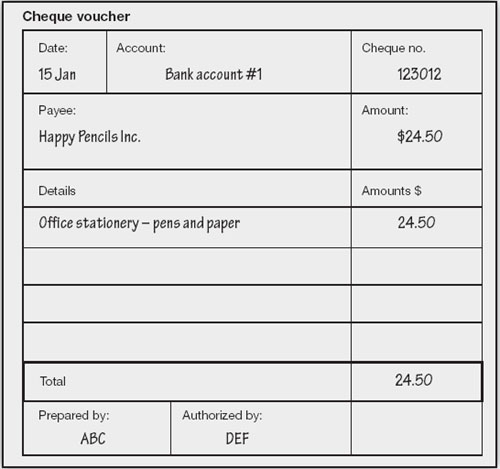 Cheque voucher
Date: Account: Cheque no.
15 Jan Bank account #1 123012
Payee: Amount:
Happy Pencils Inc. $24.50
Details Amounts $
Office stationery – pens and paper 24.50
Total 24.50
Prepared by: Authorized by:
ABC DEF